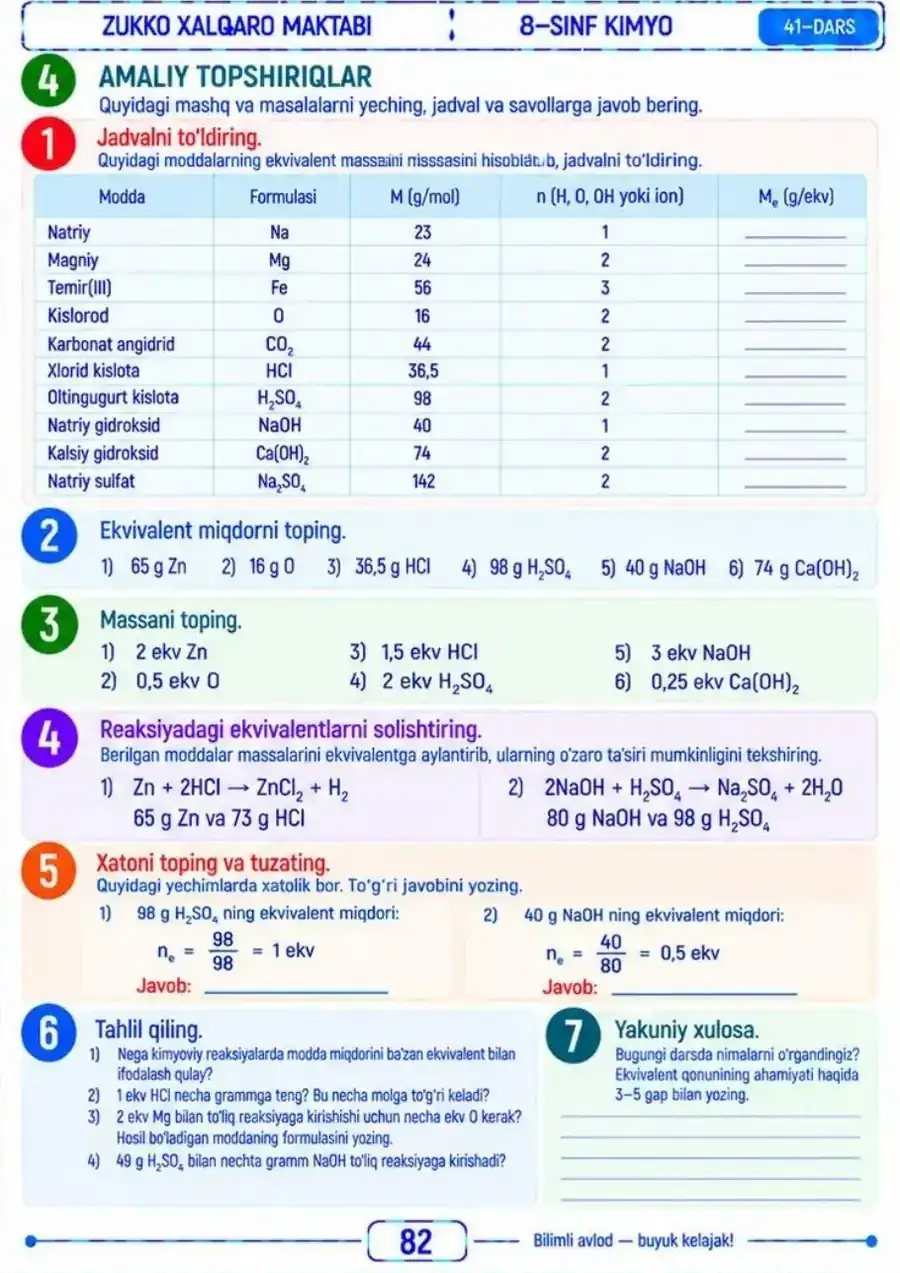 ZUKKO XALQARO MAKTABI
8–SINF KIMYO
41–DARS
4 AMALIY TOPSHIRIQLAR
Quyidagi mashq va masalalarni yeching, jadval va savollarga javob bering.
1 Jadvalni to'ldiring.
Quyidagi moddalarning ekvivalent jadvalni to'ldiring.
Modda Formulasi M (g/mol) n (H, O, OH yoki ion) Mₑ (g/ekv)
Natriy Na 23 1
Magniy Mg 24 2
Temir(III) Fe 56 3
Kislorod O 16 2
Karbonat angidrid CO₂ 44 2
Xlorid kislota HCl 36,5 1
Oltingugurt kislota H₂SO₄ 98 2
Natriy gidroksid NaOH 40 1
Kalsiy gidroksid Ca(OH)₂ 74 2
Natriy sulfat Na₂SO₄ 142 2
2 Ekvivalent miqdorni toping.
1) 65 g Zn 2) 16 g O 3) 36,5 g HCl 4) 98 g H₂SO₄ 5) 40 g NaOH 6) 74 g Ca(OH)₂
3 Massani toping.
1) 2 ekv Zn 3) 1,5 ekv HCl 5) 3 ekv NaOH
2) 0,5 ekv O 4) 2 ekv H₂SO₄ 6) 0,25 ekv Ca(OH)₂
4 Reaksiyadagi ekvivalentlarni solishtiring.
Berilgan moddalar massalarini ekvivalentga aylantirib, ularning o'zaro ta'siri mumkinligini tekshiring.
1) Zn + 2HCl → ZnCl₂ + H₂
65 g Zn va 73 g HCl
2) 2NaOH + H₂SO₄ → Na₂SO₄ + 2H₂O
80 g NaOH va 98 g H₂SO₄
5 Xatoni toping va tuzating.
Quyidagi yechimlarda xatolik bor. To'g'ri javobini yozing.
1) 98 g H₂SO₄ ning ekvivalent miqdori:
nₑ = 98/98 = 1 ekv
Javob:
2) 40 g NaOH ning ekvivalent miqdori:
nₑ = 40/80 = 0,5 ekv
Javob:
6 Tahlil qiling.
1) Nega kimyoviy reaksiyalarda modda miqdorini ba'zan ekvivalent bilan
ifodalash qulay?
2) 1 ekv HCl necha grammga teng? Bu necha molga to'g'ri keladi?
3) 2 ekv Mg bilan to'liq reaksiyaga kirishishi uchun necha ekv O kerak?
Hosil bo'ladigan moddaning formulasini yozing.
4) 49 g H₂SO₄ bilan nechta gramm NaOH to'liq reaksiyaga kirishadi?
7 Yakuniy xulosa.
Bugungi darsda nimalarni o'rgandingiz?
Ekvivalent qonunining ahamiyati haqida
3–5 gap bilan yozing.
82
Bilimli avlod — buyuk kelajak!